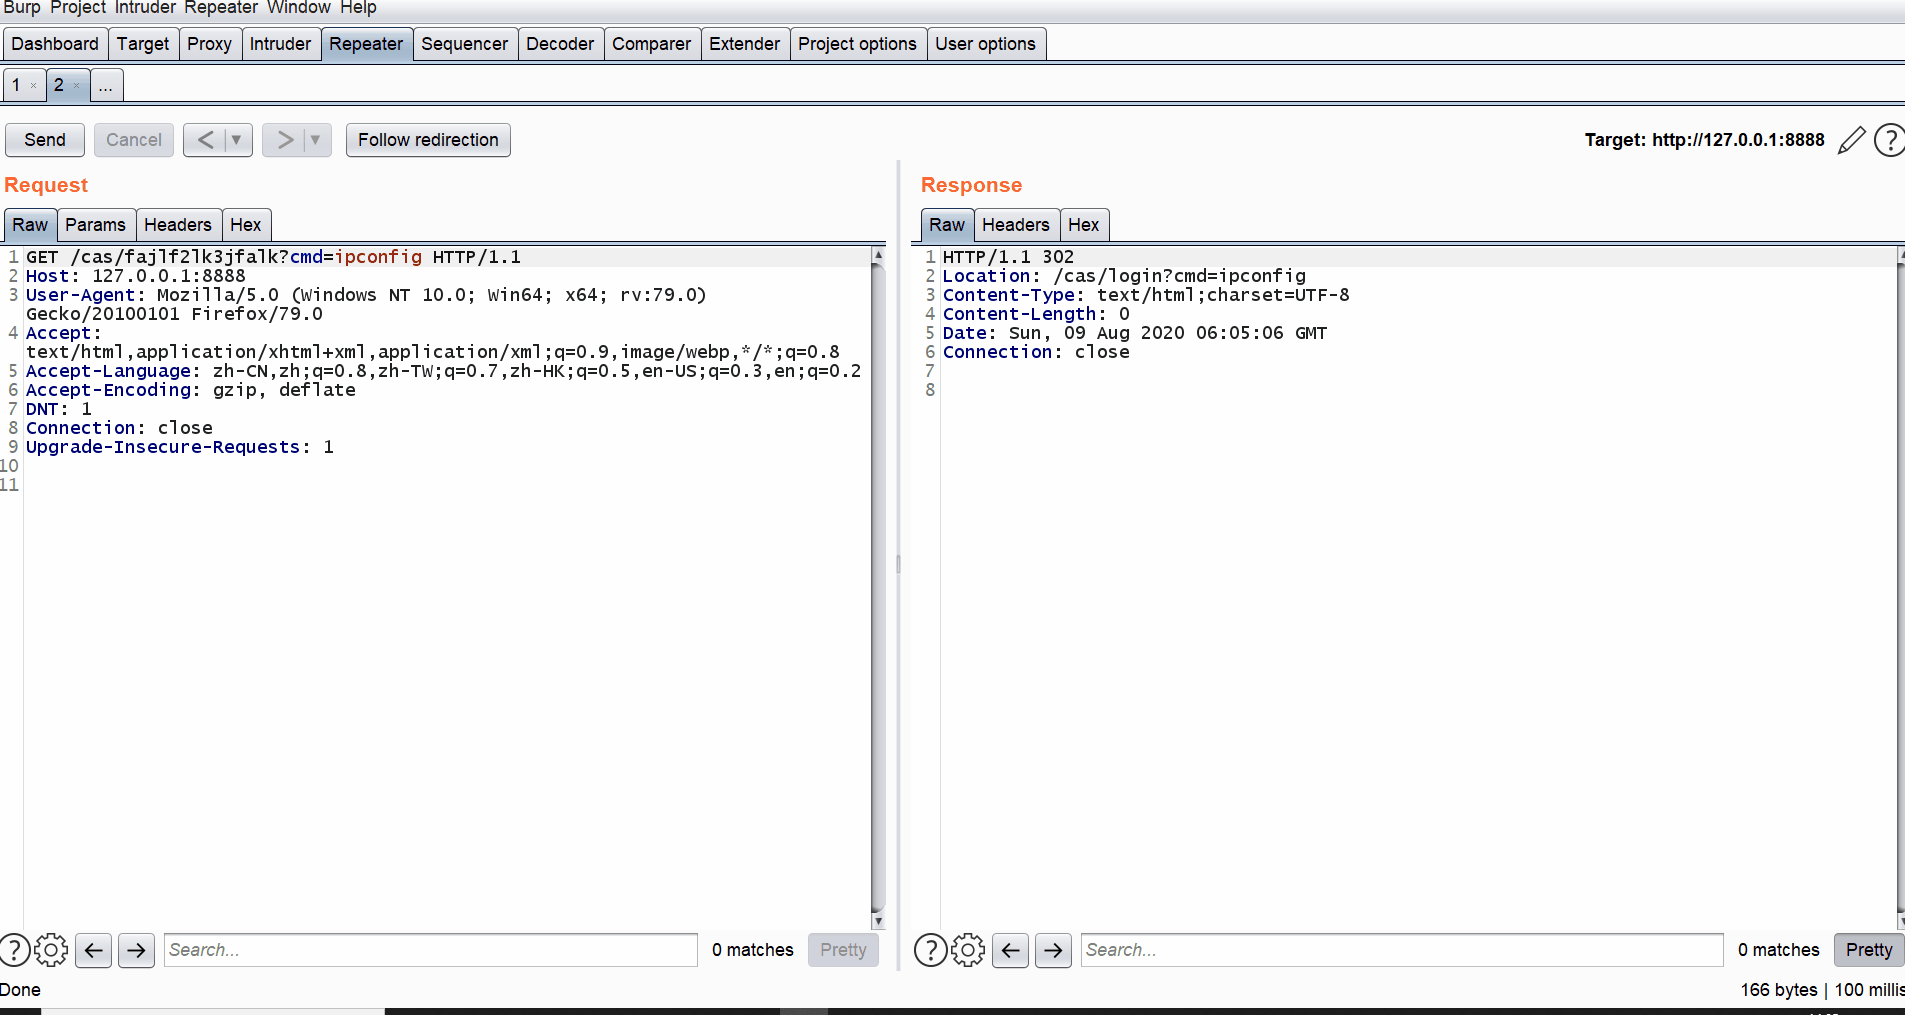 Burp Project Intruder Repeater Window Help
Dashboard Target Proxy Intruder Repeater Sequencer Decoder Comparer Extender Project options User options
1 × 2 × ...
Send Cancel < ▼ > ▼ Follow redirection Target: http://127.0.0.1:8888 ?
Request
Raw Params Headers Hex
1 GET /cas/fajlf2lk3jfalk?cmd=ipconfig HTTP/1.1
2 Host: 127.0.0.1:8888
3 User-Agent: Mozilla/5.0 (Windows NT 10.0; Win64; x64; rv:79.0)
Gecko/20100101 Firefox/79.0
4 Accept:
text/html,application/xhtml+xml,application/xml;q=0.9,image/webp,*/*;q=0.8
5 Accept-Language: zh-CN,zh;q=0.8,zh-TW;q=0.7,zh-HK;q=0.5,en-US;q=0.3,en;q=0.2
6 Accept-Encoding: gzip, deflate
7 DNT: 1
8 Connection: close
9 Upgrade-Insecure-Requests: 1
10
11
? ← → Search... 0 matches Pretty
Response
Raw Headers Hex
1 HTTP/1.1 302
2 Location: /cas/login?cmd=ipconfig
3 Content-Type: text/html;charset=UTF-8
4 Content-Length: 0
5 Date: Sun, 09 Aug 2020 06:05:06 GMT
6 Connection: close
7
8
? ← → Search... 0 matches Pretty
Done
166 bytes | 100 millis